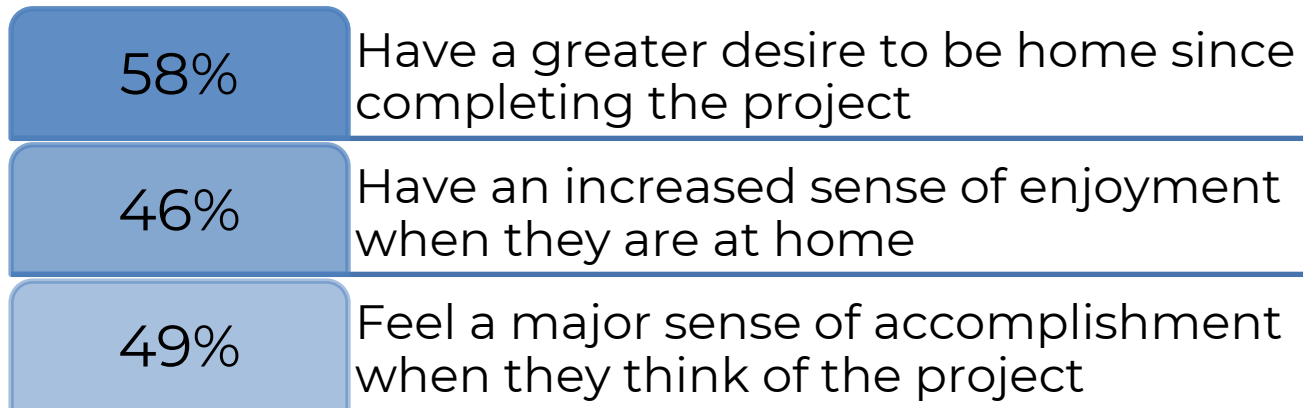 58%
Have a greater desire to be home since
completing the project
46%
Have an increased sense of enjoyment
when they are at home
49%
Feel a major sense of accomplishment
when they think of the project